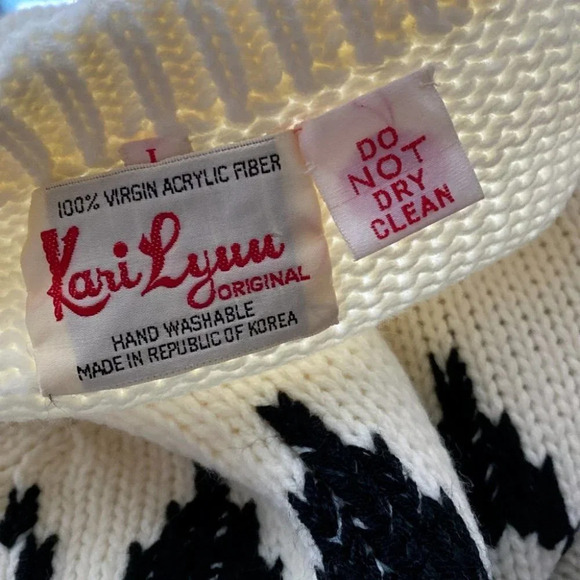 100% VIRGIN ACRYLIC FIBER
Kari Lynn
ORIGINAL
HAND WASHABLE
MADE IN REPUBLIC OF KOREA
DO
NOT
DRY
CLEAN